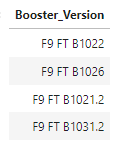 Booster_Version
F9 FT B1022
F9 FT B1026
F9 FT B1021.2
F9 FT B1031.2